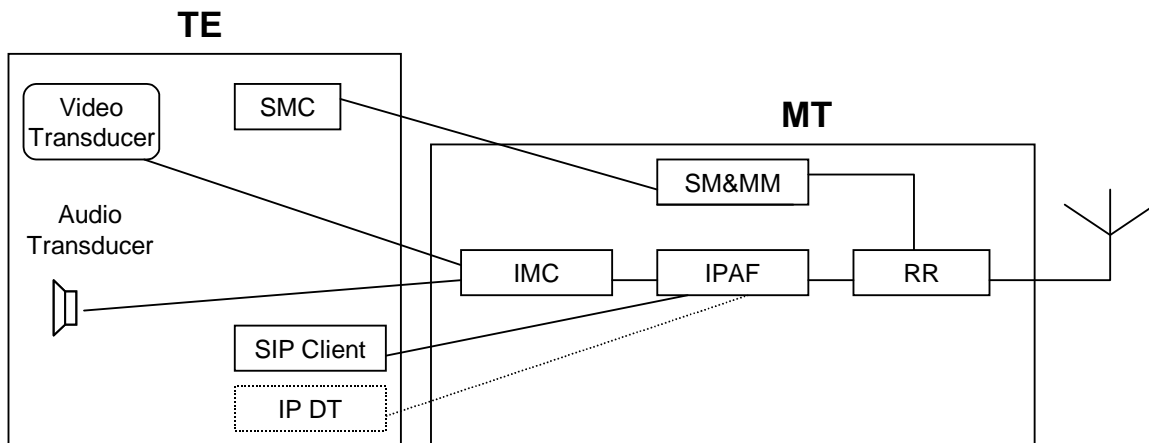 TE
Video
Transducer
SMC
MT
SM&MM
Audio
Transducer
IMC
IPAF
RR
SIP Client
IP DT